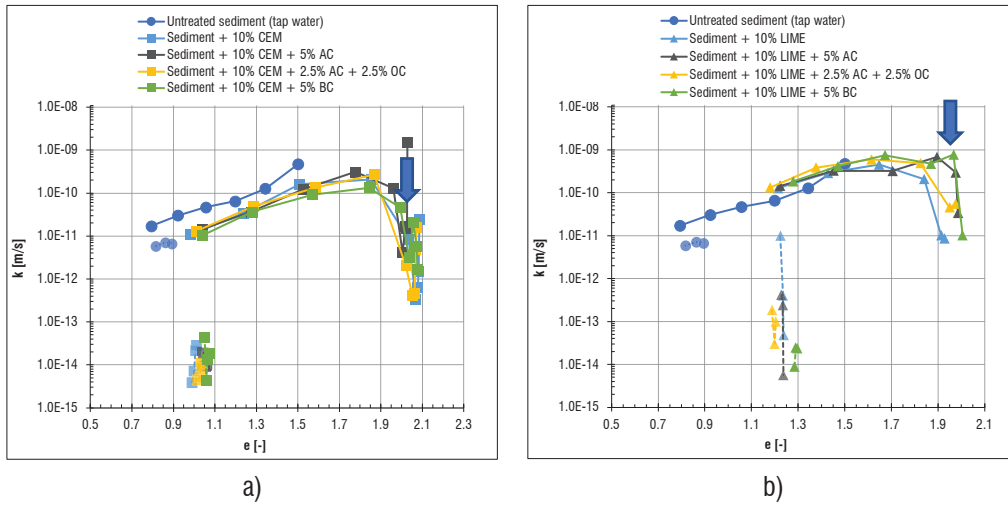 Untreated sediment (tap water)
Sediment + 10% CEM
Sediment + 10% CEM + 5% AC
Sediment + 10% CEM + 2.5% AC + 2.5% OC
Sediment + 10% CEM + 5% BC
1.0E-08
1.0E-09
1.0E-10
1.0E-11
1.0E-12
1.0E-13
1.0E-14
1.0E-15
k [m/s]
0.5 0.7 0.9 1.1 1.3 1.5 1.7 1.9 2.1 2.3
e [-]
a)
Untreated sediment (tap water)
Sediment + 10% LIME
Sediment + 10% LIME + 5% AC
Sediment + 10% LIME + 2.5% AC + 2.5% OC
Sediment + 10% LIME + 5% BC
1.0E-08
1.0E-09
1.0E-10
1.0E-11
1.0E-12
1.0E-13
1.0E-14
1.0E-15
k [m/s]
0.5 0.7 0.9 1.1 1.3 1.5 1.7 1.9 2.1
e [-]
b)